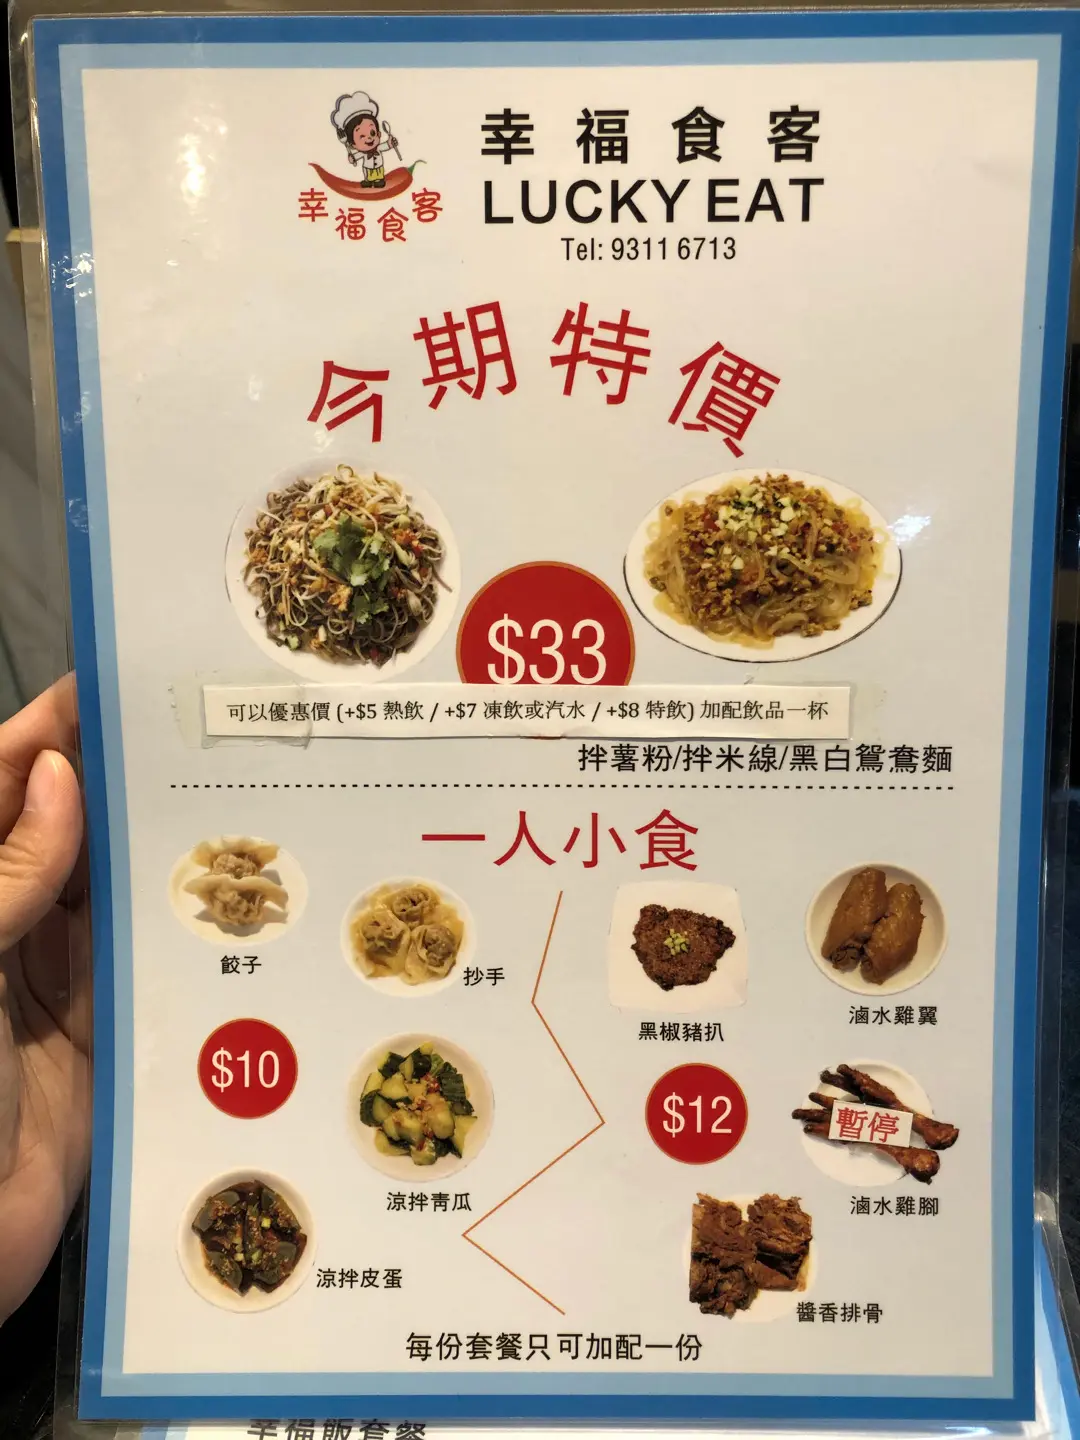 幸福食客
幸福食客
LUCKY EAT
Tel: 9311 6713
今期特價
$33
可以優惠價 (+$5 熱飲 / +$7 凍飲或汽水 / +$8 特飲) 加配飲品一杯
拌薯粉/拌米線/黑白鴛鴦麵
一人小食
餃子
抄手
黑椒豬扒
滷水雞翼
$10
$12
暫停
涼拌青瓜
滷水雞腳
涼拌皮蛋
醬香排骨
每份套餐只可加配一份
幸福飯套餐